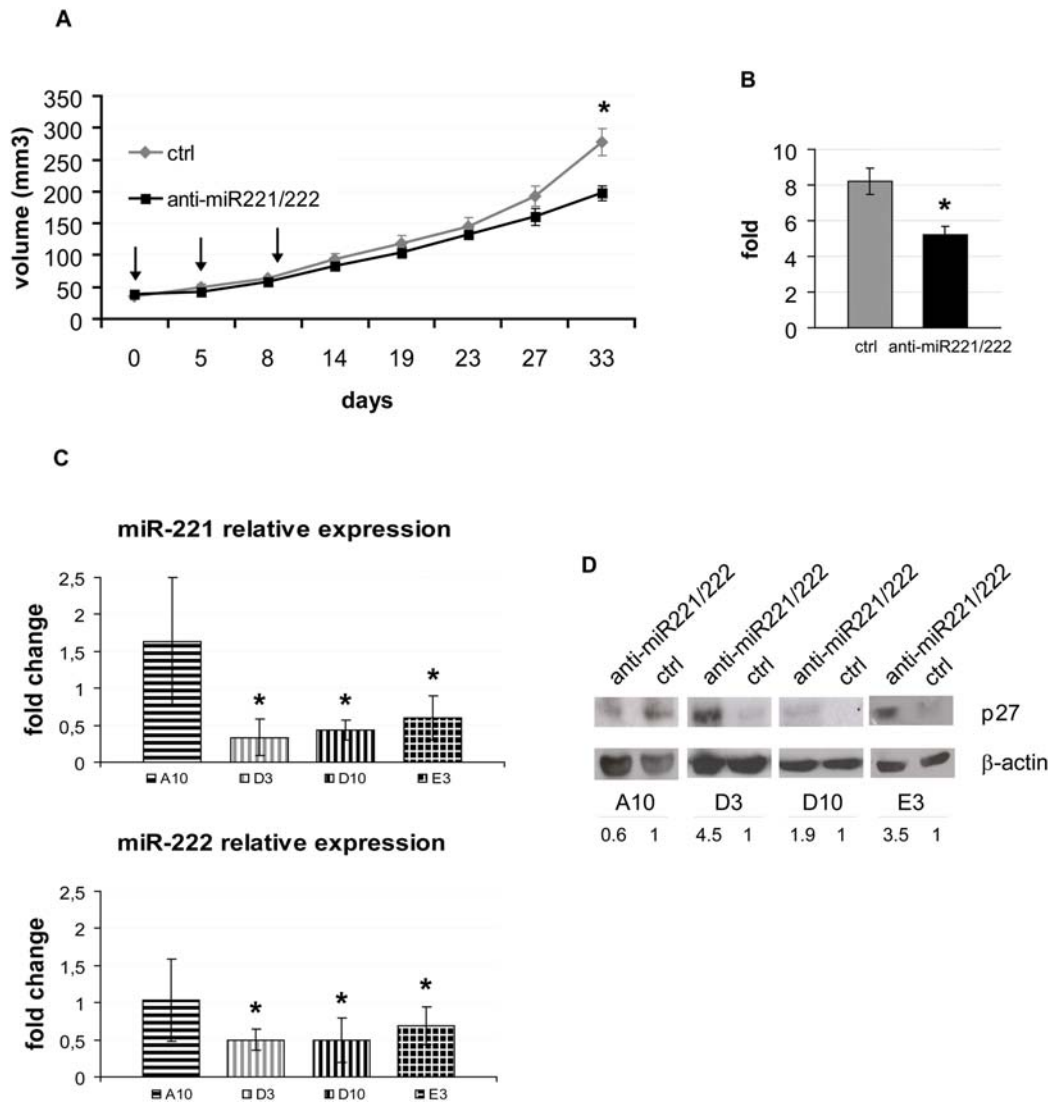 A
350
300
250
200
150
100
50
0
volume (mm3)
ctrl
anti-miR221/222
*
0 5 8 14 19 23 27 33
days
B
10
8
6
4
2
0
fold
*
ctrl anti-miR221/222
C
miR-221 relative expression
2,5
2
1,5
1
0,5
0
fold change
* * *
A10 D3 D10 E3
miR-222 relative expression
2,5
2
1,5
1
0,5
0
fold change
* * *
A10 D3 D10 E3
D
anti-miR221/222 ctrl anti-miR221/222 ctrl anti-miR221/222 ctrl anti-miR221/222 ctrl
p27
β-actin
A10 D3 D10 E3
0.6 1 4.5 1 1.9 1 3.5 1